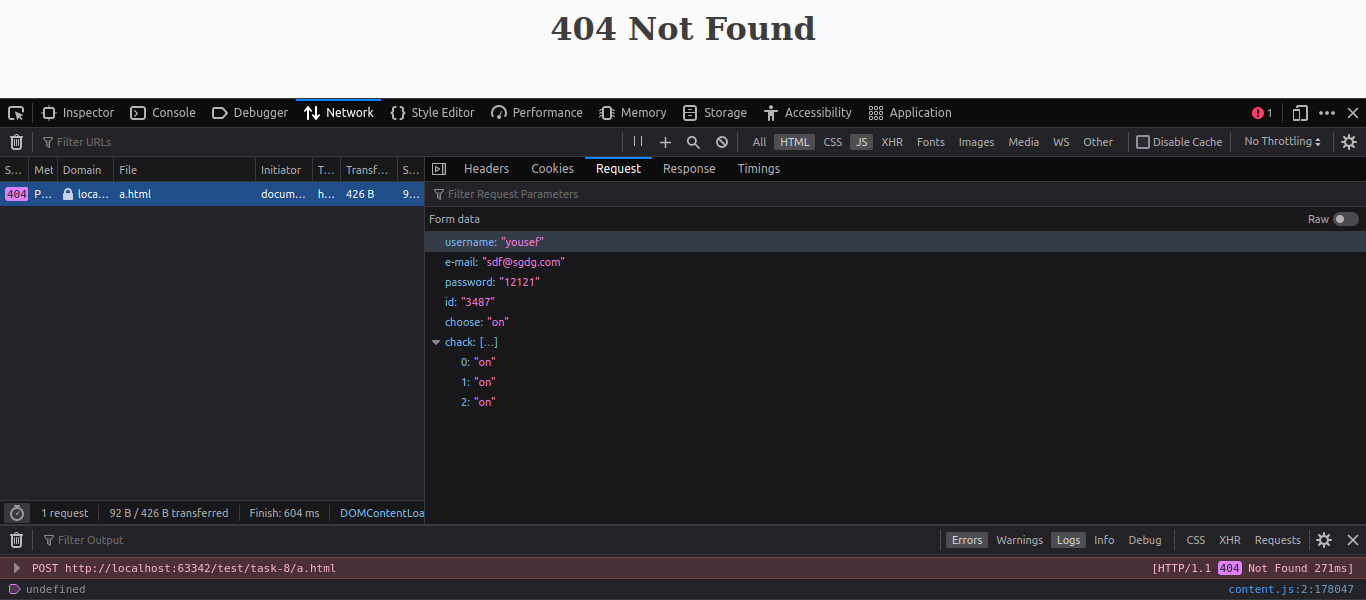 404 Not Found
Inspector Console Debugger Network Style Editor Performance Memory Storage Accessibility Application 1
Filter URLs All HTML CSS JS XHR Fonts Images Media WS Other Disable Cache No Throttling
S... Met Domain File Initiator T... Transf... S... Headers Cookies Request Response Timings
404 P... loca... a.html docum... h... 426 B 9... Filter Request Parameters
Form data Raw
username: "yousef"
e-mail: "sdf@sgdg.com"
password: "12121"
id: "3487"
choose: "on"
chack: [...]
0: "on"
1: "on"
2: "on"
1 request 92 B / 426 B transferred Finish: 604 ms DOMContentLoa
Filter Output Errors Warnings Logs Info Debug CSS XHR Requests
POST http://localhost:63342/test/task-8/a.html [HTTP/1.1 404 Not Found 271ms]
undefined content.js:2:178047